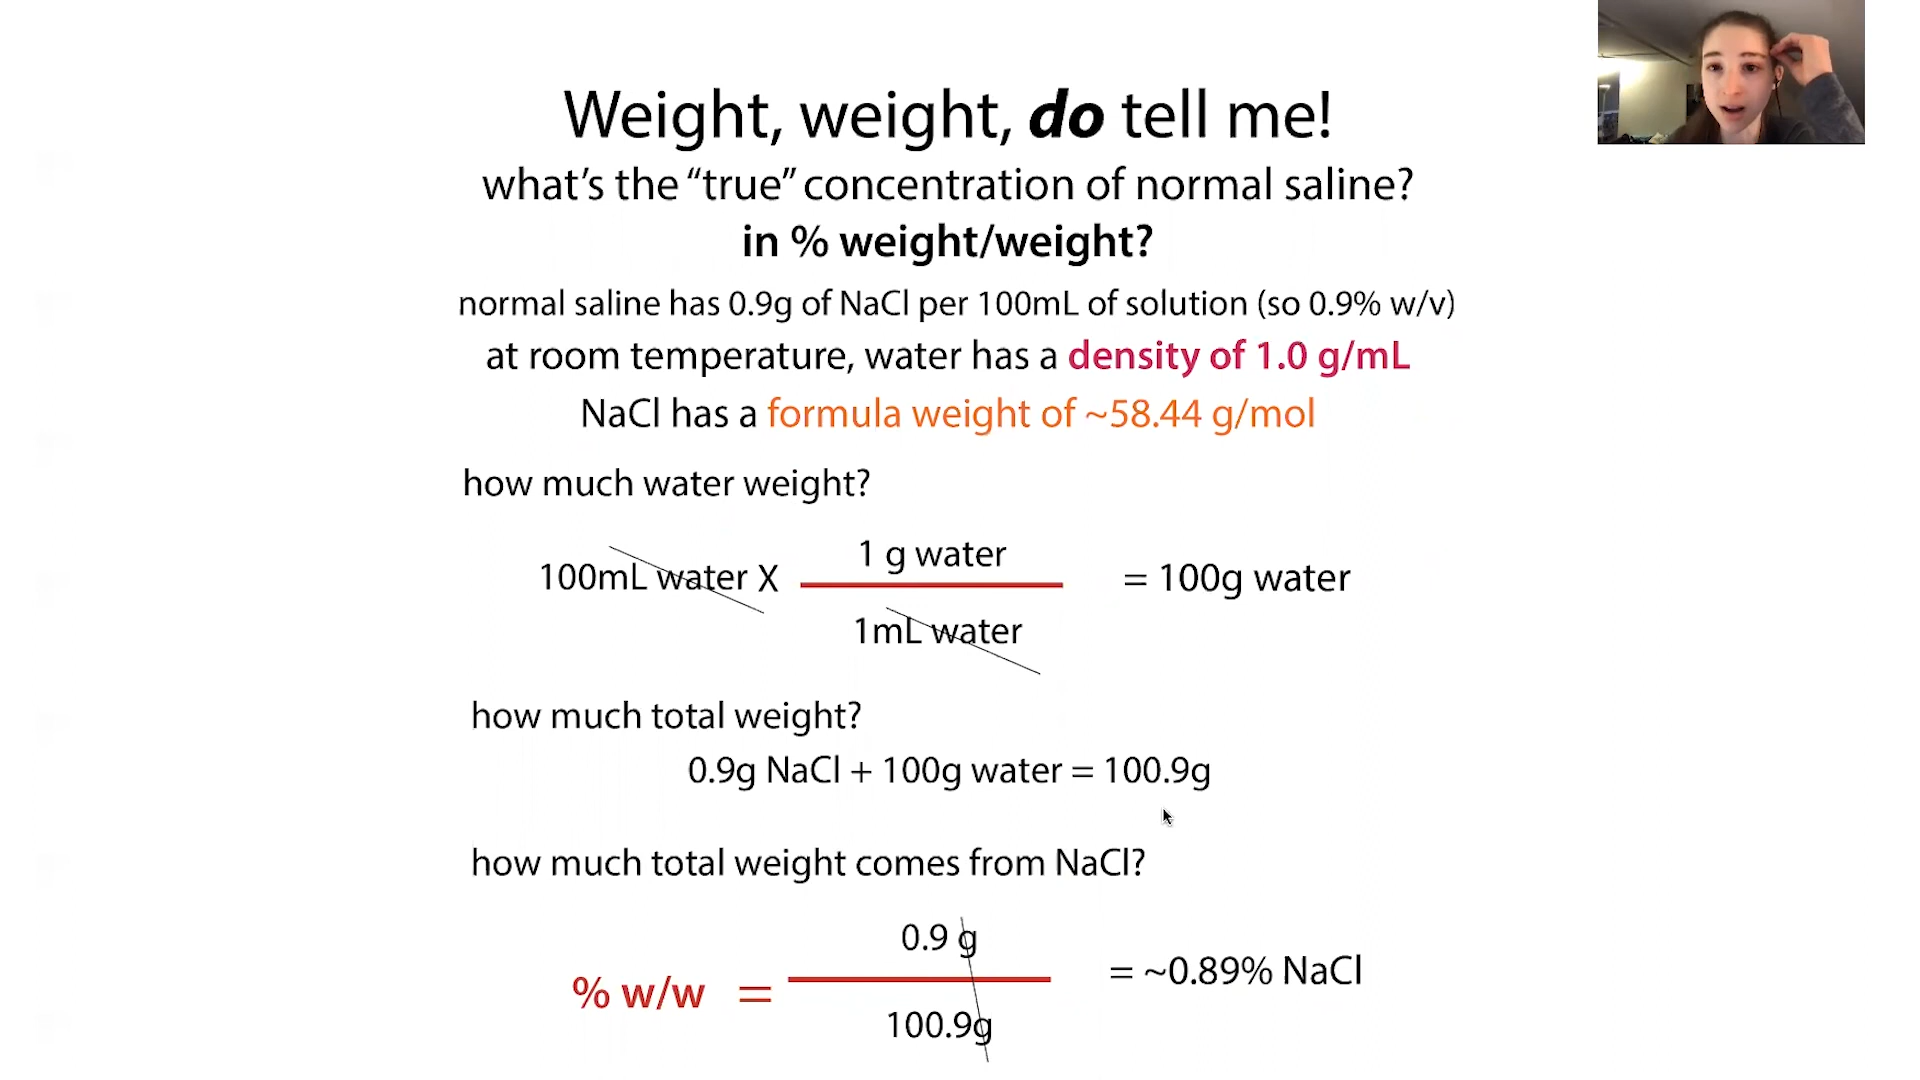 Weight, weight, do tell me!
what's the “true” concentration of normal saline?
in % weight/weight?
normal saline has 0.9g of NaCl per 100mL of solution (so 0.9% w/v)
at room temperature, water has a density of 1.0 g/mL
NaCl has a formula weight of ~58.44 g/mol
how much water weight?
1 g water
100mL water X = 100g water
1mL water
how much total weight?
0.9g NaCl + 100g water = 100.9g
how much total weight comes from NaCl?
0.9 g
% w/w = = ~0.89% NaCl
100.9g